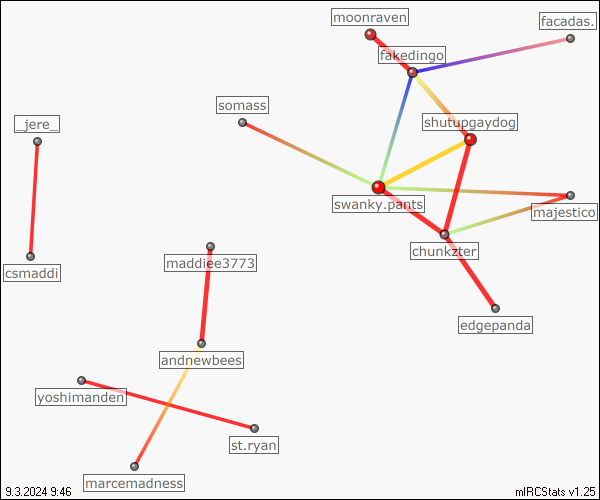 moonraven
facadas.
fakedingo
somass
_jere_
shutupgaydog
swanky.pants
majestico
chunkzter
maddiee3773
csmaddi
edgepanda
andnewbees
yoshimanden
st.ryan
marcemadness
9.3.2024 9:46
mIRCStats v1.25